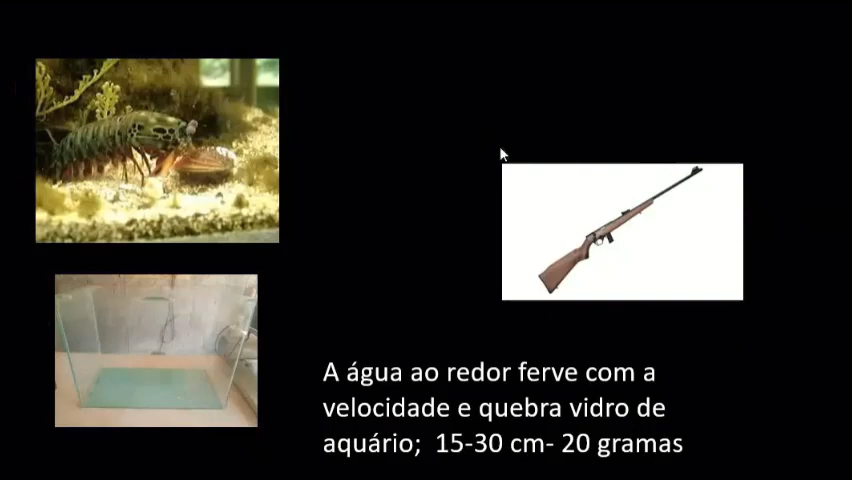 A água ao redor ferve com a
velocidade e quebra vidro de
aquário;  15-30 cm- 20 gramas